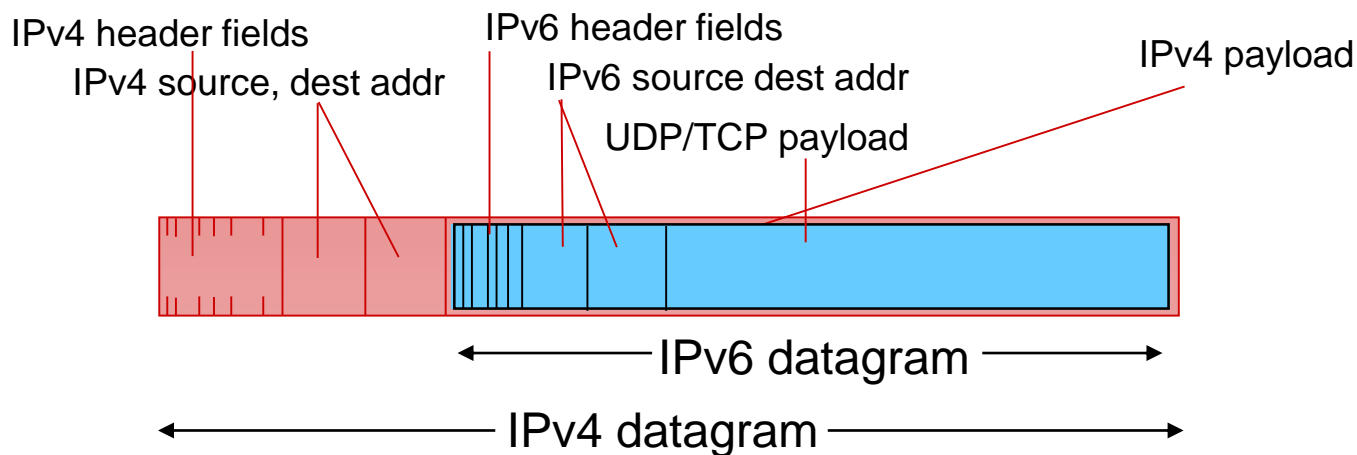 IPv4 header fields
IPv6 header fields
IPv4 payload
IPv4 source, dest addr
IPv6 source dest addr
UDP/TCP payload
IPv6 datagram
IPv4 datagram